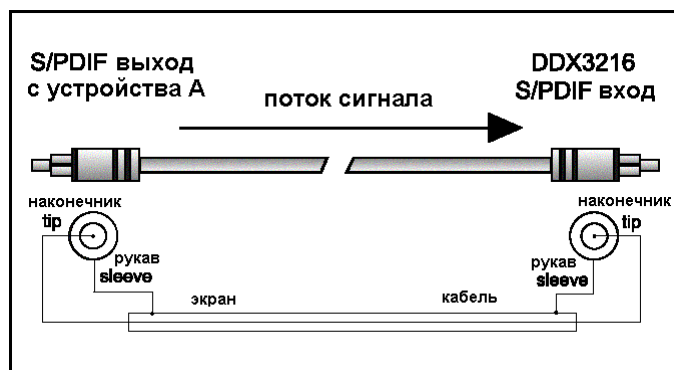 S/PDIF выход
с устройства А
поток сигнала
DDX3216
S/PDIF вход
наконечник
tip
рукав
sleeve
экран
кабель
наконечник
tip
рукав
sleeve